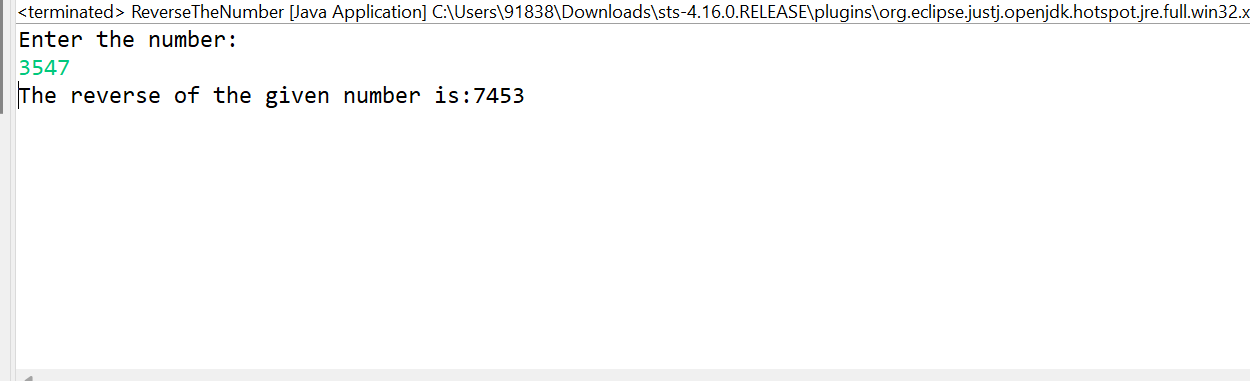 <terminated> ReverseTheNumber [Java Application] C:\Users\91838\Downloads\sts-4.16.0.RELEASE\plugins\org.eclipse.justj.openjdk.hotspot.jre.full.win32.x
Enter the number:
3547
The reverse of the given number is:7453